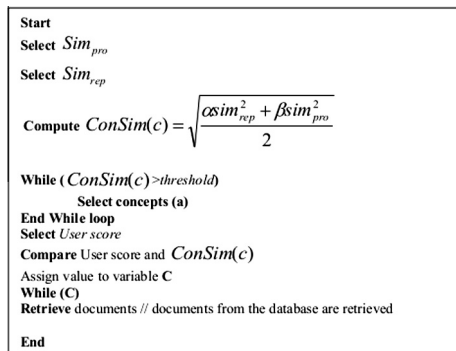 Start
Select Sim_pro
Select Sim_rep
Compute ConSim(c) = √((αsim²_rep + βsim²_pro) / 2)
While (ConSim(c)>threshold)
Select concepts (a)
End While loop
Select User score
Compare User score and ConSim(c)
Assign value to variable C
While (C)
Retrieve documents // documents from the database are retrieved
End